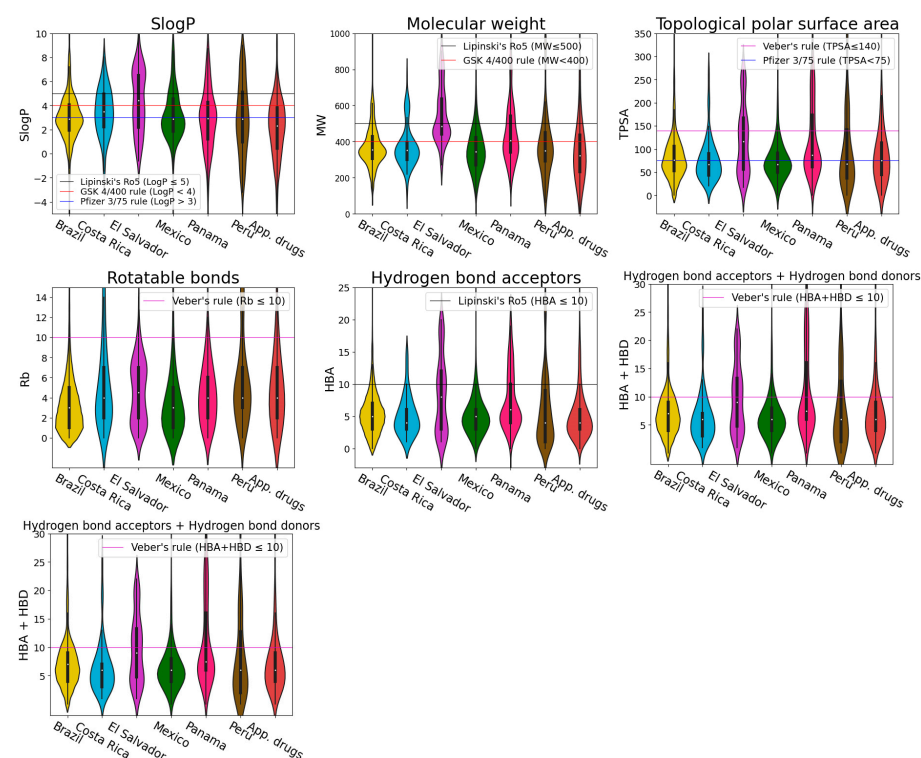 SlogP
10
8
6
4
2
0
−2
−4
SlogP
Lipinski's Ro5 (LogP ≤ 5)
GSK 4/400 rule (LogP < 4)
Pfizer 3/75 rule (LogP > 3)
Brazil
Costa Rica
El Salvador
Mexico
Panama
Peru
App. drugs
Molecular weight
1000
800
600
400
200
0
MW
Lipinski's Ro5 (MW≤500)
GSK 4/400 rule (MW<400)
Brazil
Costa Rica
El Salvador
Mexico
Panama
Peru
App. drugs
Topological polar surface area
350
300
250
200
150
100
50
0
TPSA
Veber's rule (TPSA≤140)
Pfizer 3/75 rule (TPSA<75)
Brazil
Costa Rica
El Salvador
Mexico
Panama
Peru
App. drugs
Rotatable bonds
14
12
10
8
6
4
2
0
Rb
Veber's rule (Rb ≤ 10)
Brazil
Costa Rica
El Salvador
Mexico
Panama
Peru
App. drugs
Hydrogen bond acceptors
25
20
15
10
5
0
HBA
Lipinski's Ro5 (HBA ≤ 10)
Brazil
Costa Rica
El Salvador
Mexico
Panama
Peru
App. drugs
Hydrogen bond acceptors + Hydrogen bond donors
30
25
20
15
10
5
HBA + HBD
Veber's rule (HBA+HBD ≤ 10)
Brazil
Costa Rica
El Salvador
Mexico
Panama
Peru
App. drugs
Hydrogen bond acceptors + Hydrogen bond donors
30
25
20
15
10
5
HBA + HBD
Veber's rule (HBA+HBD ≤ 10)
Brazil
Costa Rica
El Salvador
Mexico
Panama
Peru
App. drugs